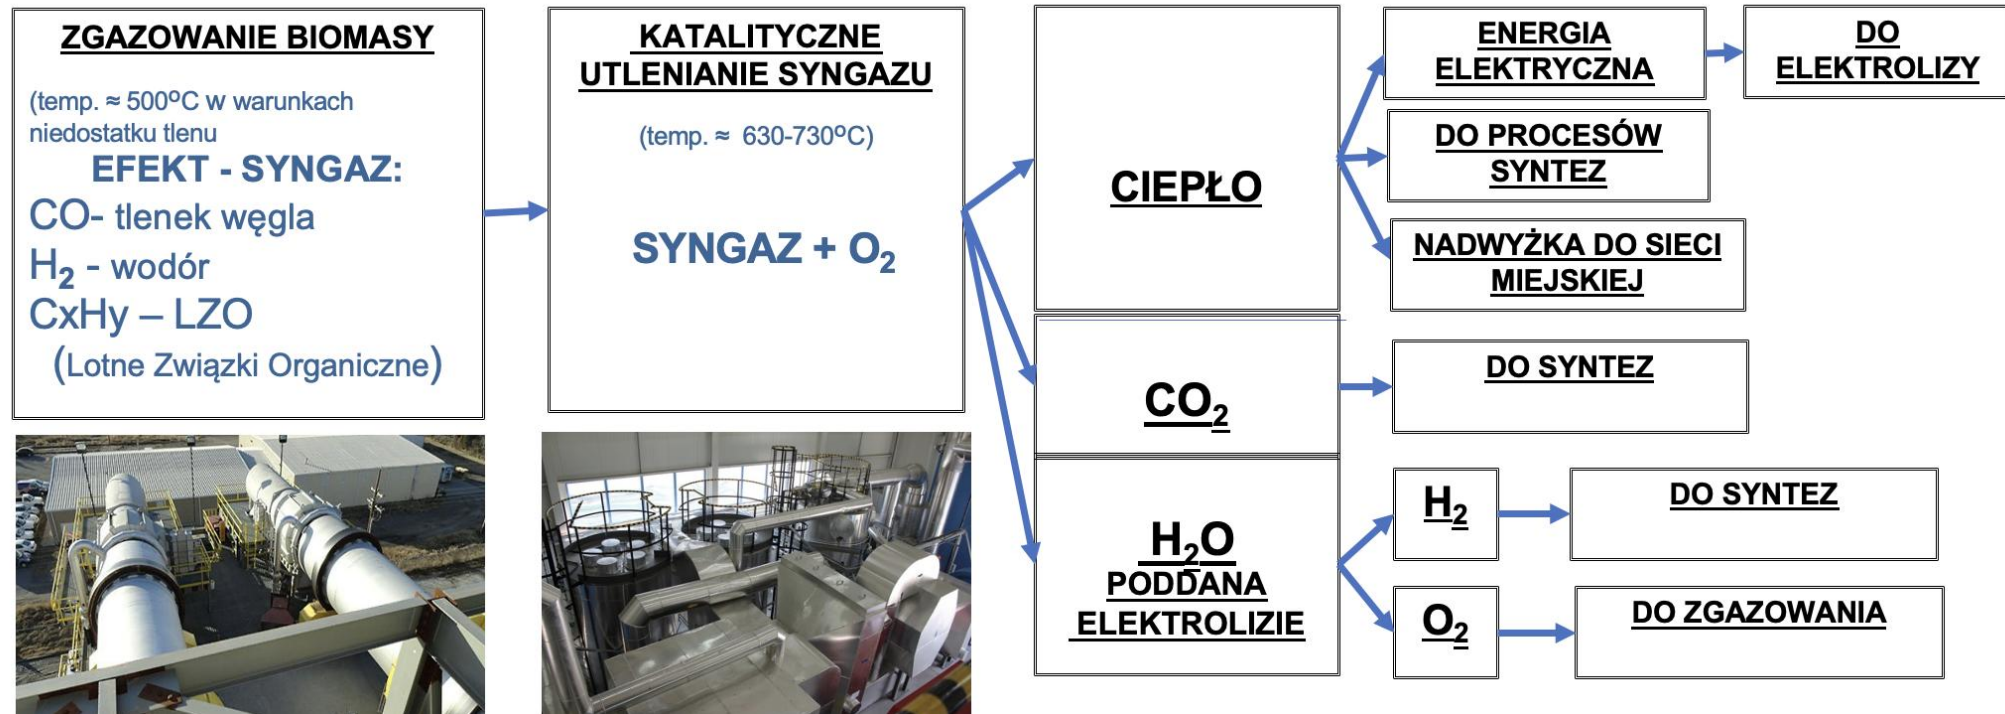 ZGAZOWANIE BIOMASY
(temp. ≈ 500ºC w warunkach
niedostatku tlenu
EFEKT - SYNGAZ:
CO- tlenek węgla
H₂ - wodór
CxHy – LZO
(Lotne Związki Organiczne)
KATALITYCZNE
UTLENIANIE SYNGAZU
(temp. ≈ 630-730ºC)
SYNGAZ + O₂
CIEPŁO
ENERGIA
ELEKTRYCZNA
DO
ELEKTROLIZY
DO PROCESÓW
SYNTEZ
NADWYŻKA DO SIECI
MIEJSKIEJ
CO₂
DO SYNTEZ
H₂O
PODDANA
ELEKTROLIZIE
H₂
DO SYNTEZ
O₂
DO ZGAZOWANIA